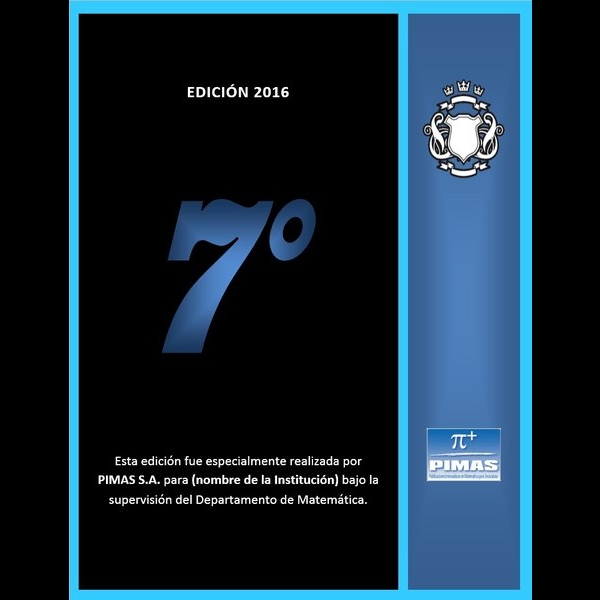 EDICIÓN 2016
7º
Esta edición fue especialmente realizada por
PIMAS S.A. para (nombre de la Institución) bajo la
supervisión del Departamento de Matemática.
π+
PIMAS